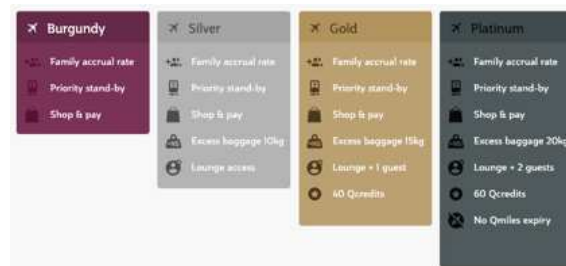 Burgundy
Family accrual rate
Priority stand-by
Shop & pay
Silver
Family accrual rate
Priority stand-by
Shop & pay
Excess baggage 10kg
Lounge access
Gold
Family accrual rate
Priority stand-by
Shop & pay
Excess baggage 15kg
Lounge + 1 guest
40 Qcredits
Platinum
Family accrual rate
Priority stand-by
Shop & pay
Excess baggage 20kg
Lounge + 2 guests
60 Qcredits
No Qmiles expiry